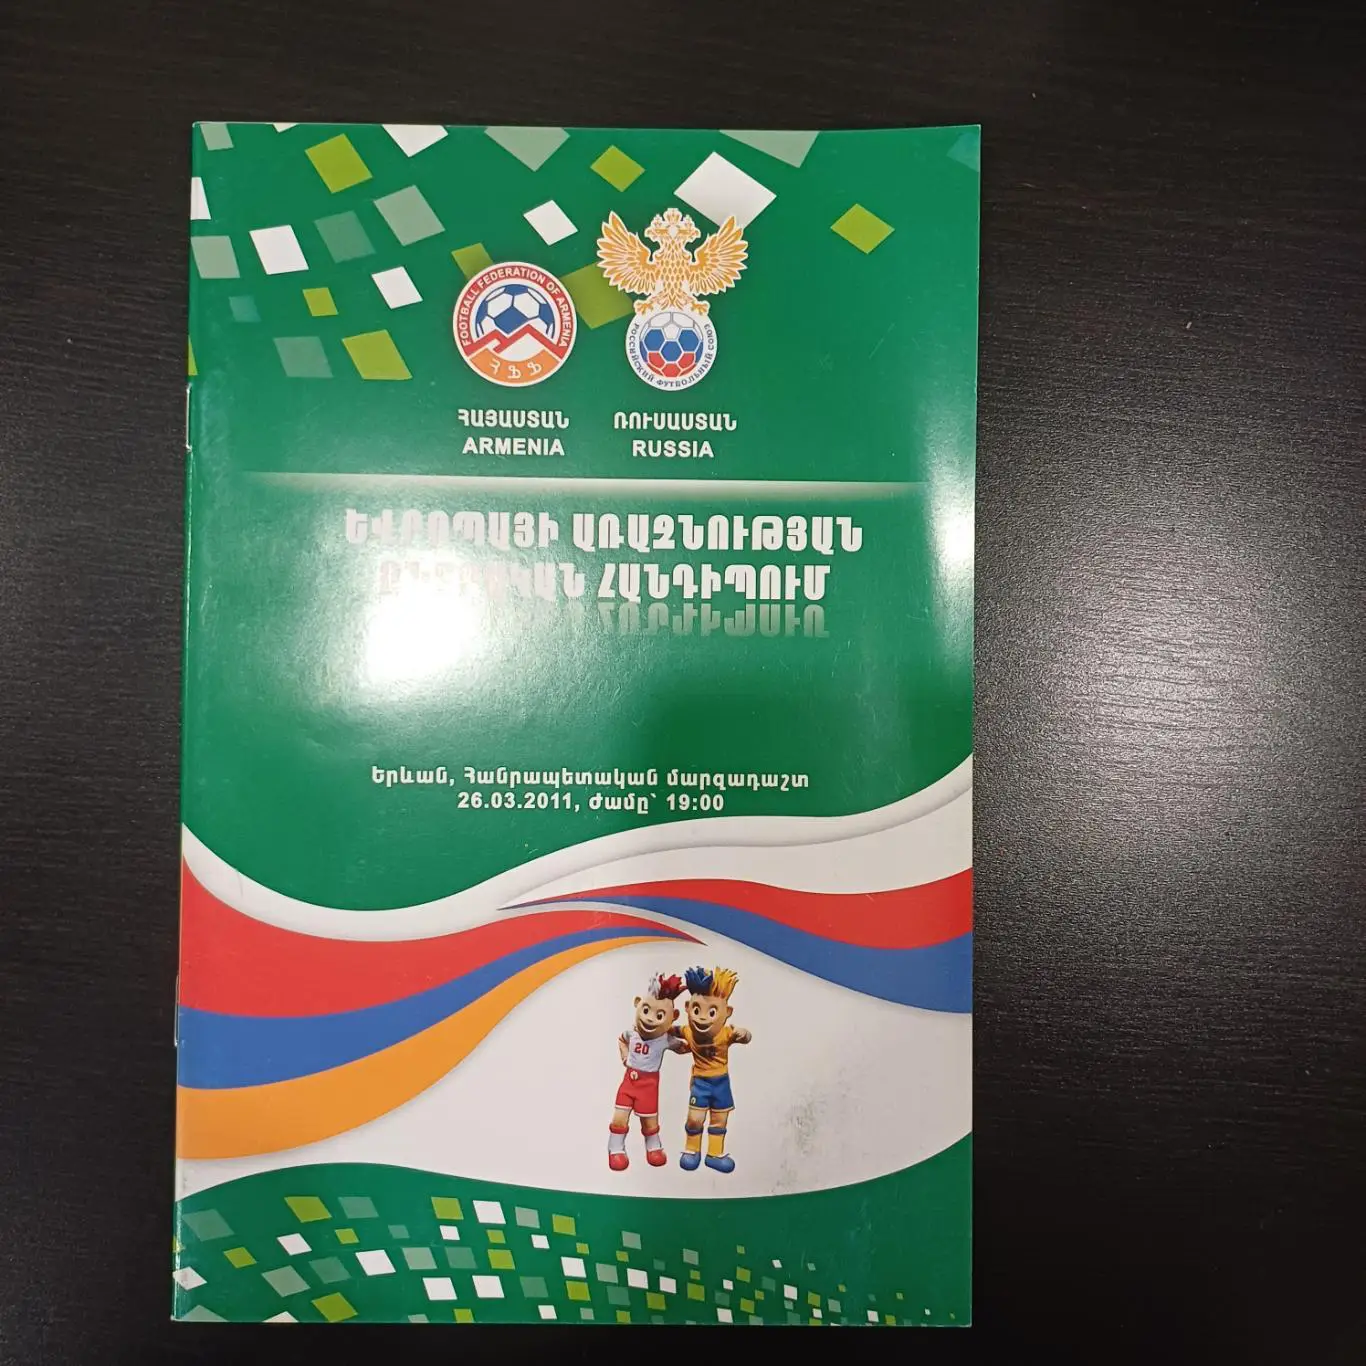 FOOTBALL FEDERATION OF ARMENIA
ՀՖՖ
РОССИЙСКИЙ ФУТБОЛЬНЫЙ СОЮЗ
ՀԱՅԱՍՏԱՆ ՌՈՒՍԱՍՏԱՆ
ARMENIA RUSSIA
ԵՎՐՈՊԱՅԻ ԱՌԱՋՆՈՒԹՅԱՆ
ԸՆՏՐԱԿԱՆ ՀԱՆԴԻՊՈՒՄ
Երևան, Հանրապետական մարզադաշտ
26.03.2011, ժամը՝ 19:00
20